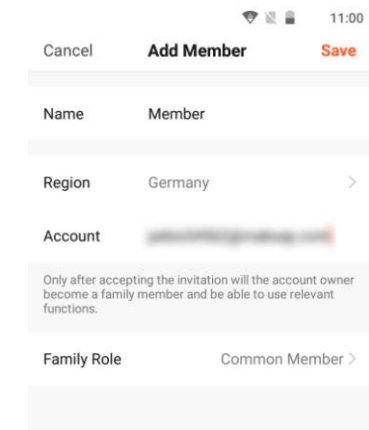 11:00
Cancel Add Member Save
Name Member
Region Germany
Account
Only after accepting the invitation will the account owner
become a family member and be able to use relevant
functions.
Family Role Common Member